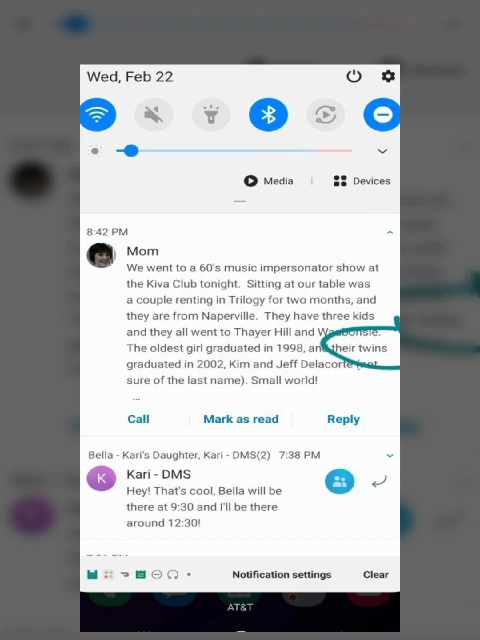 Wed, Feb 22
Media
Devices
8:42 PM
Mom
We went to a 60's music impersonator show at
the Kiva Club tonight. Sitting at our table was
a couple renting in Trilogy for two months, and
they are from Naperville. They have three kids
and they all went to Thayer Hill and Waubonsie.
The oldest girl graduated in 1998, and their twins
graduated in 2002, Kim and Jeff Delacorte (not
sure of the last name). Small world!
...
Call Mark as read Reply
Bella - Kari's Daughter, Kari - DMS(2) 7:38 PM
K
Kari - DMS
Hey! That's cool, Bella will be
there at 9:30 and I'll be there
around 12:30!
Notification settings Clear
AT&T